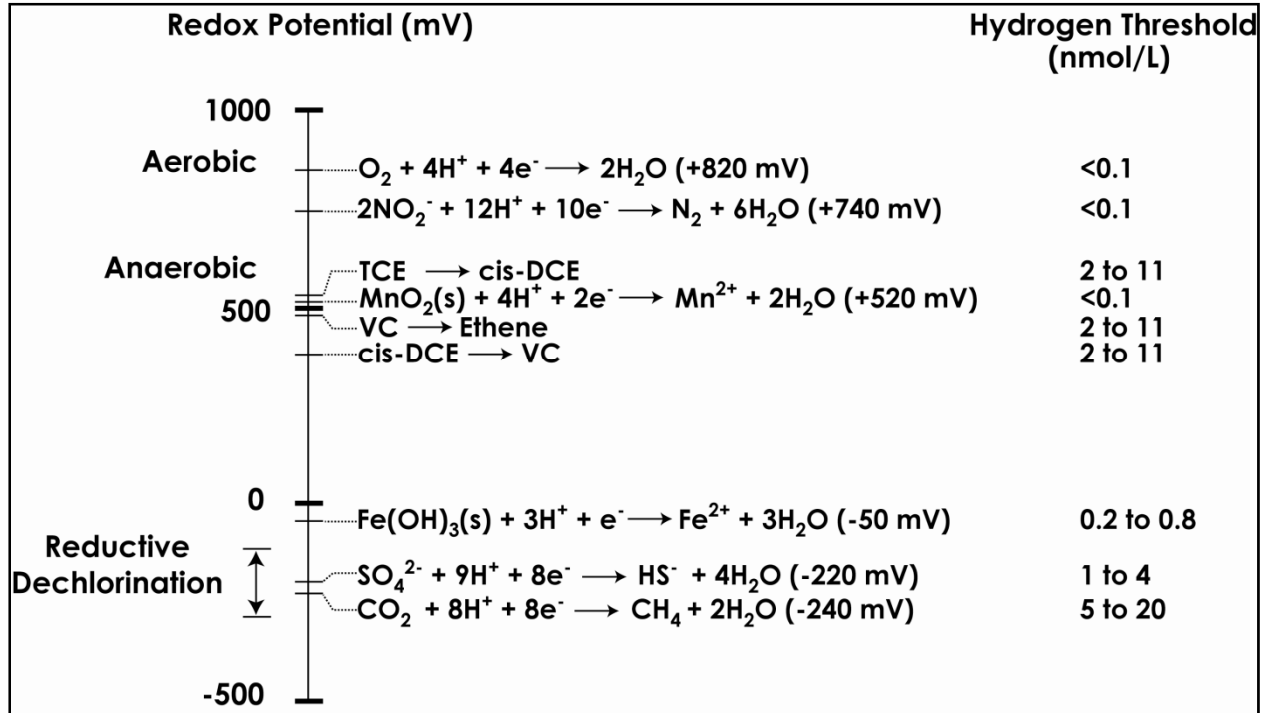 Redox Potential (mV) Hydrogen Threshold
(nmol/L)
1000
Aerobic O₂ + 4H⁺ + 4e⁻ → 2H₂O (+820 mV) <0.1
2NO₂⁻ + 12H⁺ + 10e⁻ → N₂ + 6H₂O (+740 mV) <0.1
Anaerobic TCE → cis-DCE 2 to 11
MnO₂(s) + 4H⁺ + 2e⁻ → Mn²⁺ + 2H₂O (+520 mV) <0.1
500
VC → Ethene 2 to 11
cis-DCE → VC 2 to 11
0
Fe(OH)₃(s) + 3H⁺ + e⁻ → Fe²⁺ + 3H₂O (-50 mV) 0.2 to 0.8
Reductive
Dechlorination
SO₄²⁻ + 9H⁺ + 8e⁻ → HS⁻ + 4H₂O (-220 mV) 1 to 4
CO₂ + 8H⁺ + 8e⁻ → CH₄ + 2H₂O (-240 mV) 5 to 20
-500